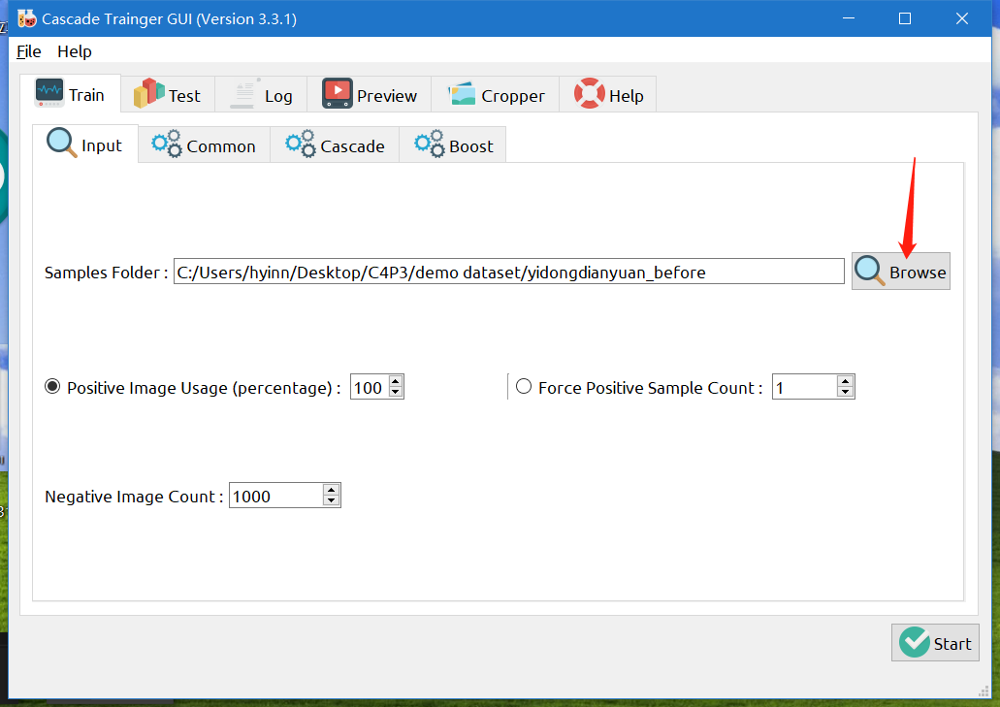 Cascade Trainger GUI (Version 3.3.1)
File Help
Train Test Log Preview Cropper Help
Input Common Cascade Boost
Samples Folder : C:/Users/hyinn/Desktop/C4P3/demo dataset/yidongdianyuan_before Browse
Positive Image Usage (percentage) : 100 Force Positive Sample Count : 1
Negative Image Count : 1000
Start